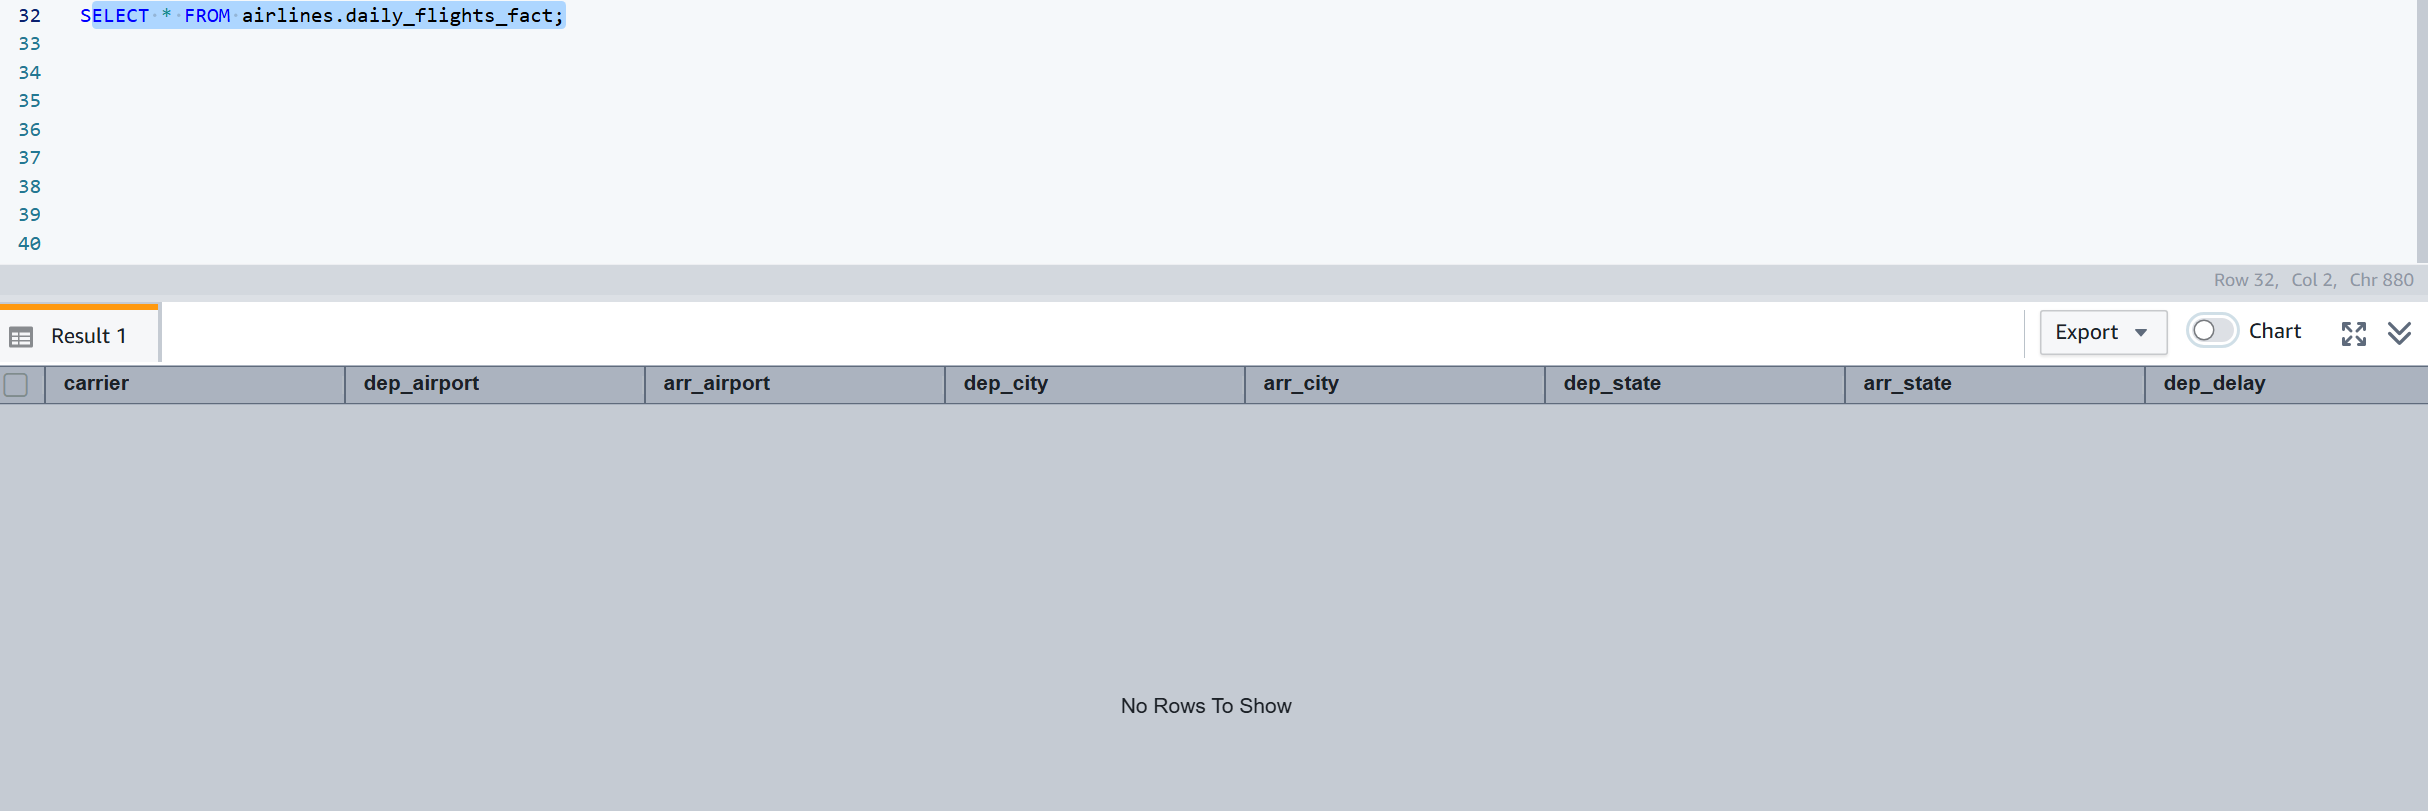 32 SELECT * FROM airlines.daily_flights_fact;
33
34
35
36
37
38
39
40
Row 32, Col 2, Chr 880
Result 1 Export Chart
carrier dep_airport arr_airport dep_city arr_city dep_state arr_state dep_delay
No Rows To Show